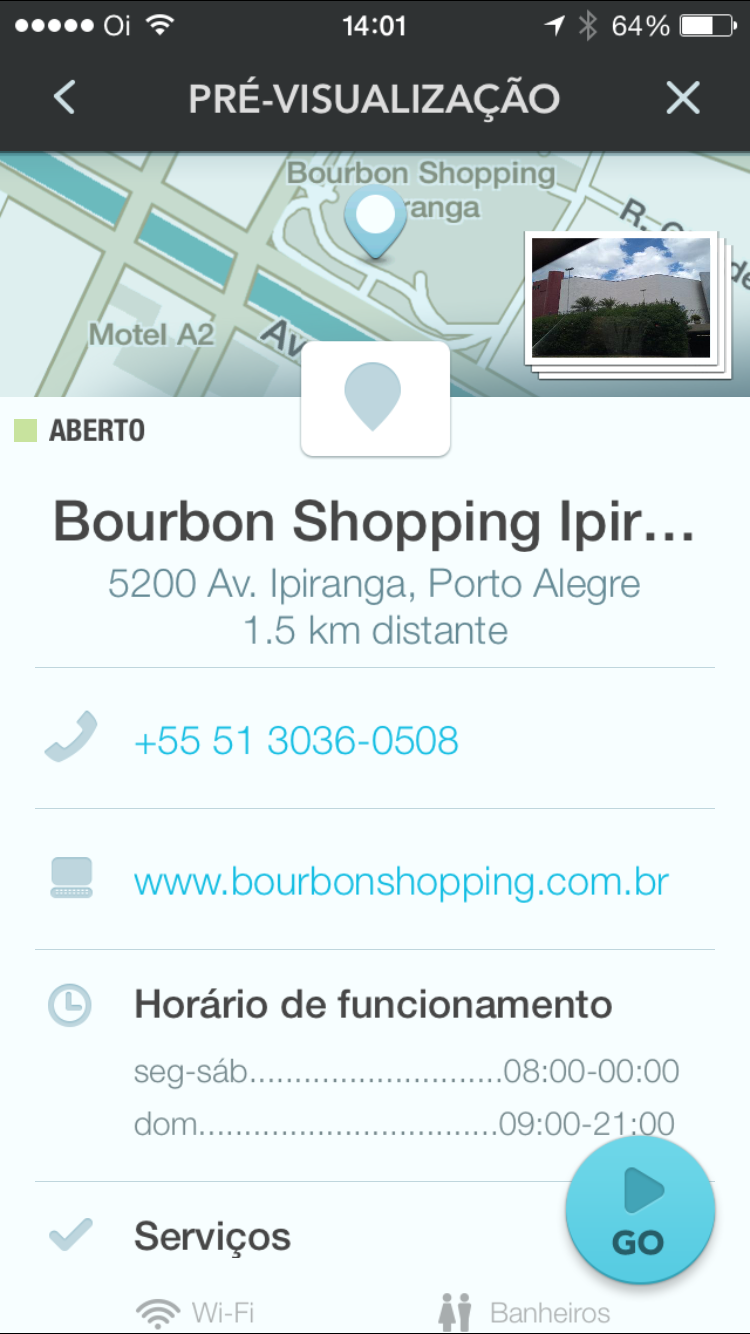 Oi 14:01 64%
PRÉ-VISUALIZAÇÃO
Bourbon Shopping
ranga
R.
de
Motel A2
Av
ABERTO
Bourbon Shopping Ipir...
5200 Av. Ipiranga, Porto Alegre
1.5 km distante
+55 51 3036-0508
www.bourbonshopping.com.br
Horário de funcionamento
seg-sáb............................08:00-00:00
dom.................................09:00-21:00
GO
Serviços
Wi-Fi Banheiros